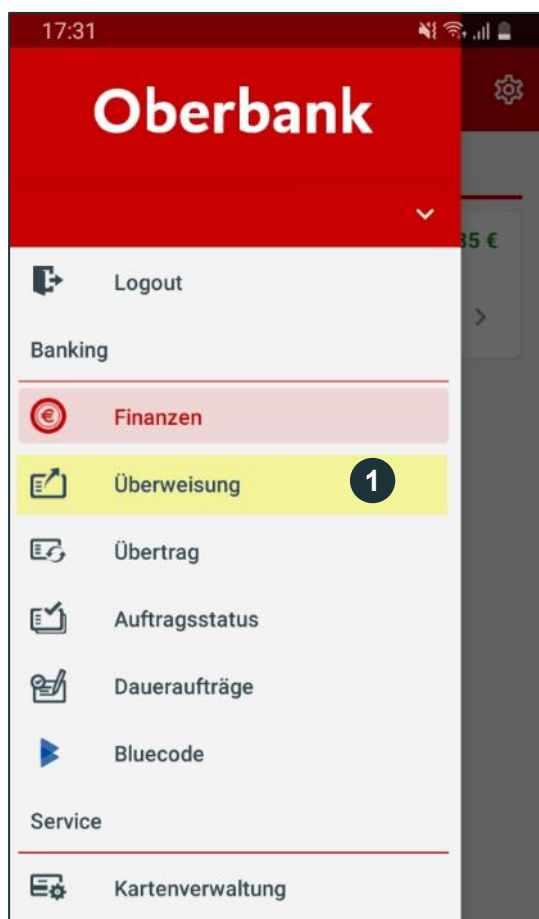 17:31
Oberbank
35 €
Logout
Banking
Finanzen
Überweisung 1
Übertrag
Auftragsstatus
Daueraufträge
Bluecode
Service
Kartenverwaltung